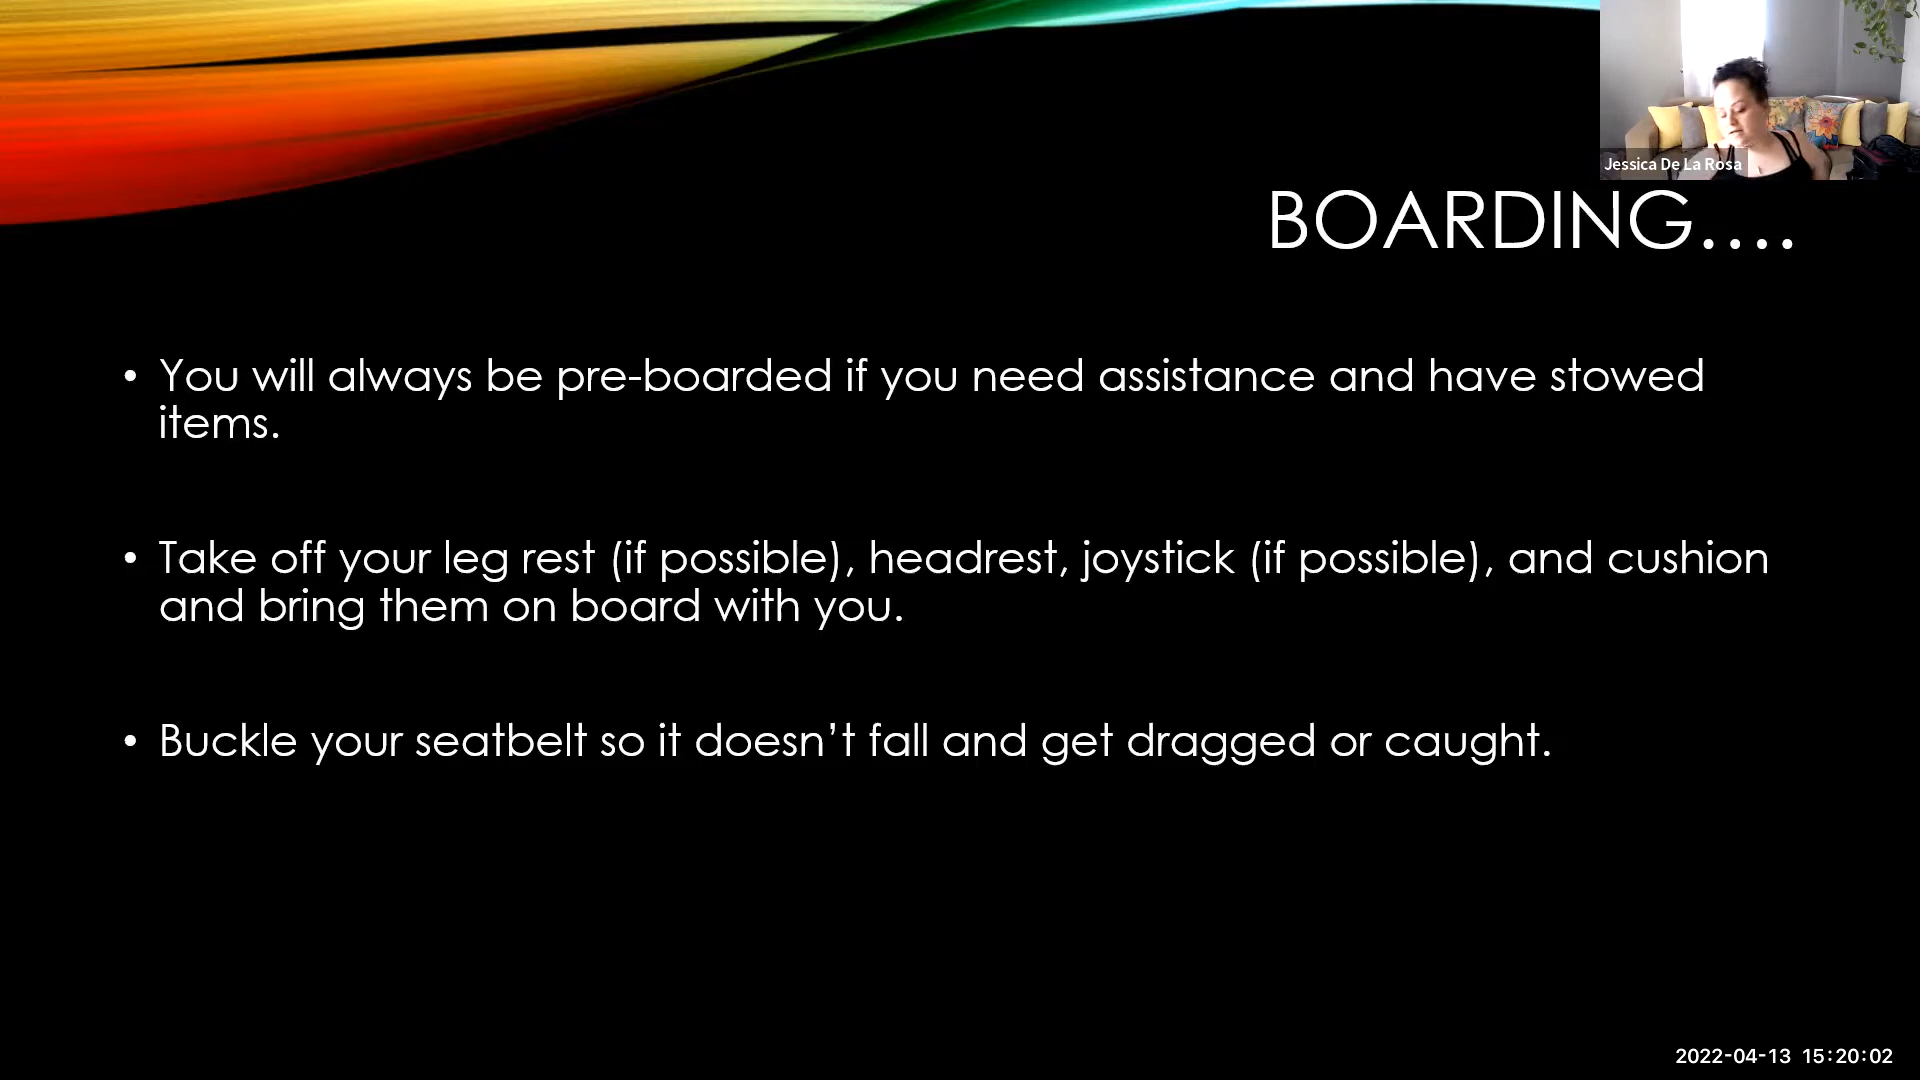 Jessica De La Rosa
BOARDING....
• You will always be pre-boarded if you need assistance and have stowed
items.
• Take off your leg rest (if possible), headrest, joystick (if possible), and cushion
and bring them on board with you.
• Buckle your seatbelt so it doesn’t fall and get dragged or caught.
2022-04-13 15:20:02